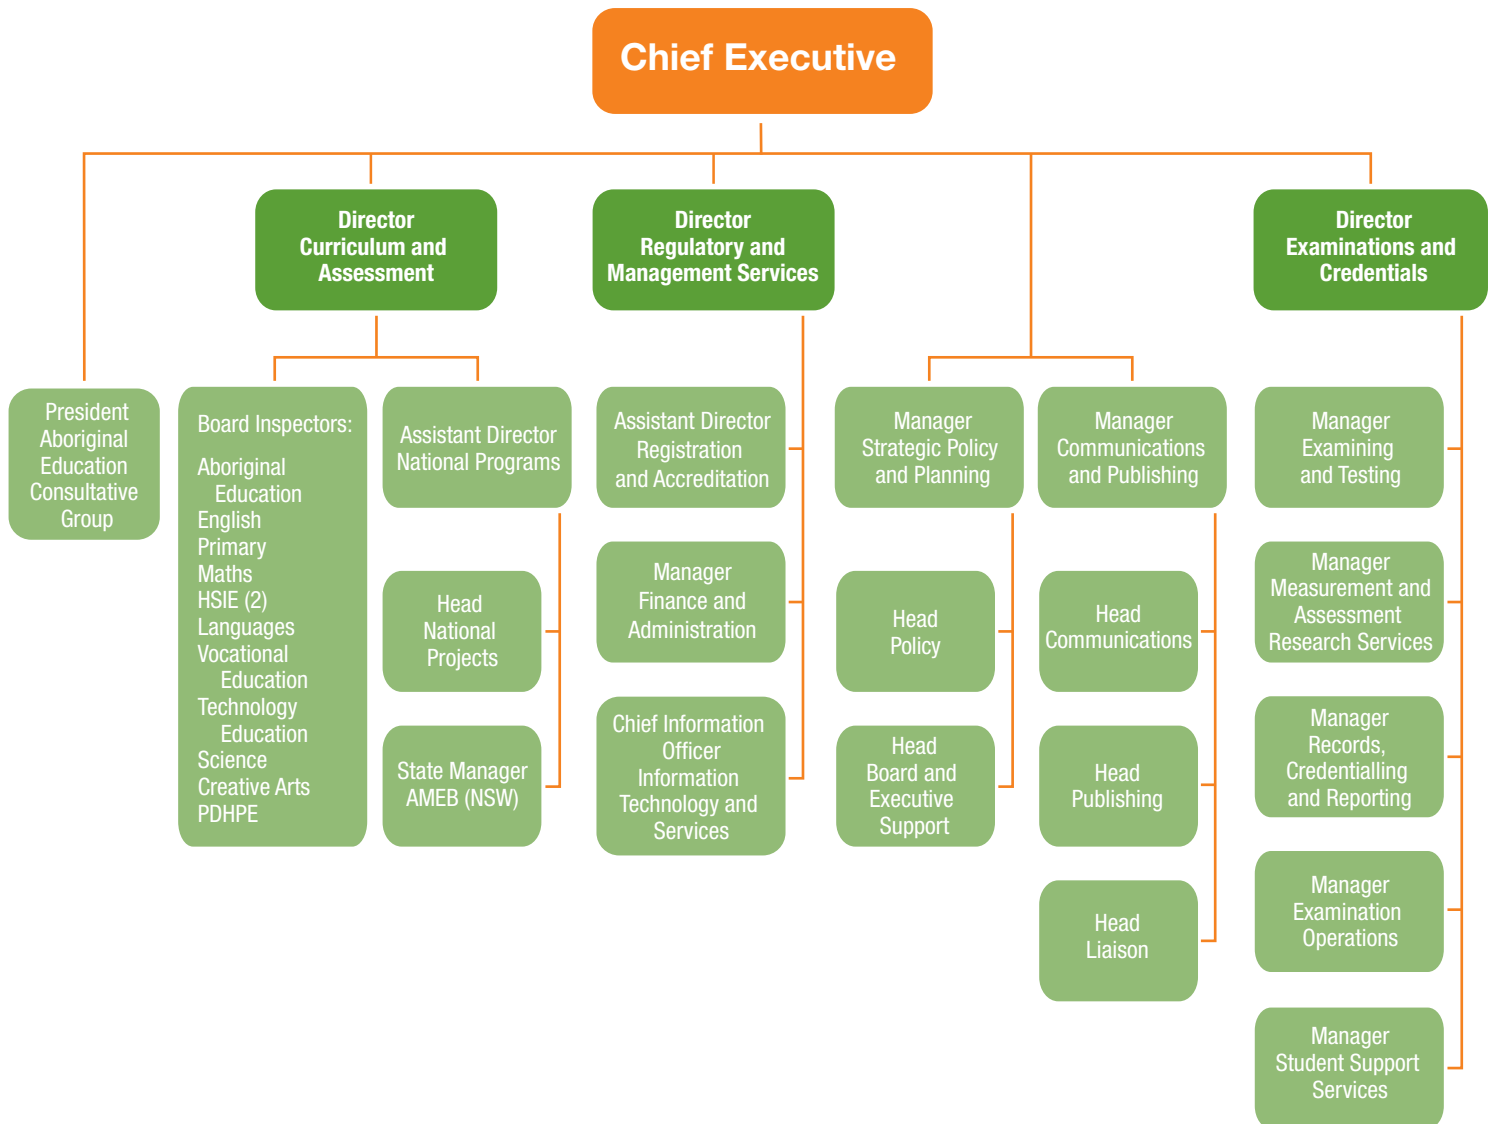 Chief Executive
Director
Curriculum and
Assessment
Director
Regulatory and
Management Services
Director
Examinations and
Credentials
President
Aboriginal
Education
Consultative
Group
Board Inspectors:
Aboriginal
Education
English
Primary
Maths
HSIE (2)
Languages
Vocational
Education
Technology
Education
Science
Creative Arts
PDHPE
Assistant Director
National Programs
Head
National
Projects
State Manager
AMEB (NSW)
Assistant Director
Registration
and Accreditation
Manager
Finance and
Administration
Chief Information
Officer
Information
Technology and
Services
Manager
Strategic Policy
and Planning
Head
Policy
Head
Board and
Executive
Support
Manager
Communications
and Publishing
Head
Communications
Head
Publishing
Head
Liaison
Manager
Examining
and Testing
Manager
Measurement and
Assessment
Research Services
Manager
Records,
Credentialling
and Reporting
Manager
Examination
Operations
Manager
Student Support
Services